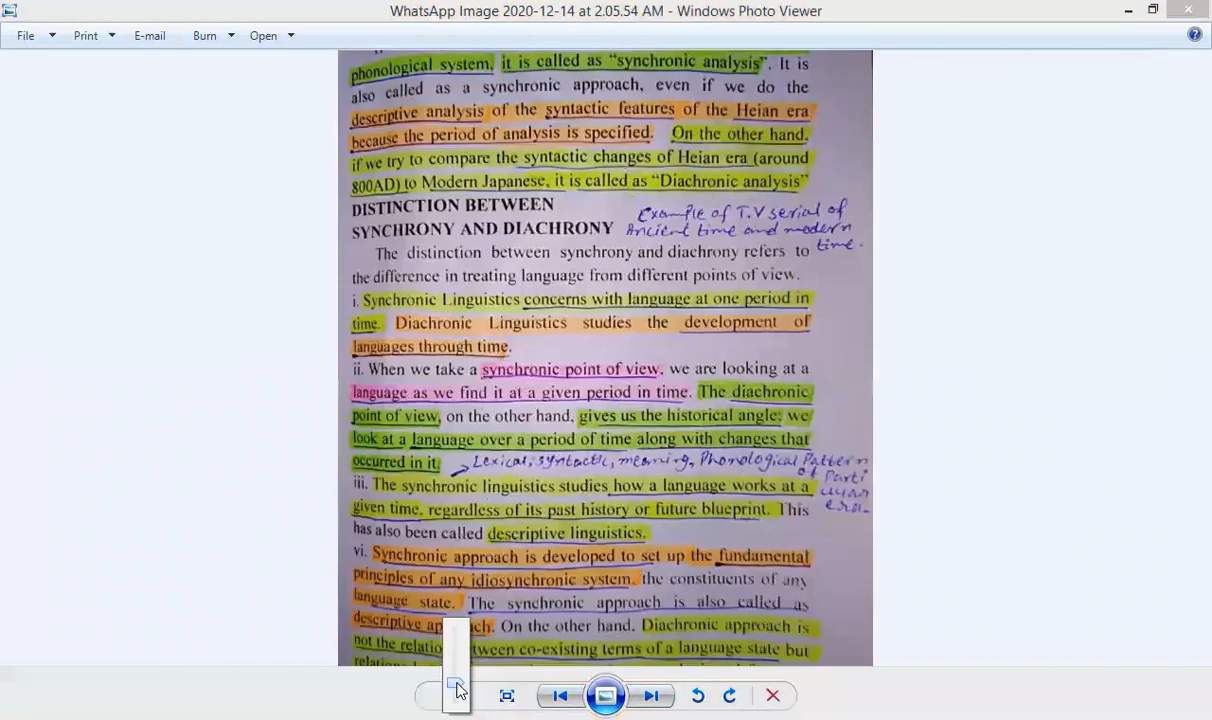 WhatsApp Image 2020-12-14 at 2.05.54 AM - Windows Photo Viewer
File Print E-mail Burn Open
phonological system, it is called as "synchronic analysis". It is
also called as a synchronic approach, even if we do the
descriptive analysis of the syntactic features of the Heian era
because the period of analysis is specified. On the other hand,
if we try to compare the syntactic changes of Heian era (around
800AD) to Modern Japanese, it is called as "Diachronic analysis"
DISTINCTION BETWEEN
SYNCHRONY AND DIACHRONY
Example of T.V serial of
Ancient time and modern
time.
The distinction between synchrony and diachrony refers to
the difference in treating language from different points of view.
i. Synchronic Linguistics concerns with language at one period in
time. Diachronic Linguistics studies the development of
languages through time.
ii. When we take a synchronic point of view, we are looking at a
language as we find it at a given period in time. The diachronic
point of view, on the other hand, gives us the historical angle; we
look at a language over a period of time along with changes that
occurred in it.
Lexical, syntactic, meaning, Phonological Pattern
of Parti
cular
era.
iii. The synchronic linguistics studies how a language works at a
given time, regardless of its past history or future blueprint. This
has also been called descriptive linguistics.
vi. Synchronic approach is developed to set up the fundamental
principles of any idiosynchronic system, the constituents of any
language state. The synchronic approach is also called as
descriptive ch. On the other hand. Diachronic approach is
not the relatio tween co-existing terms of a language state but